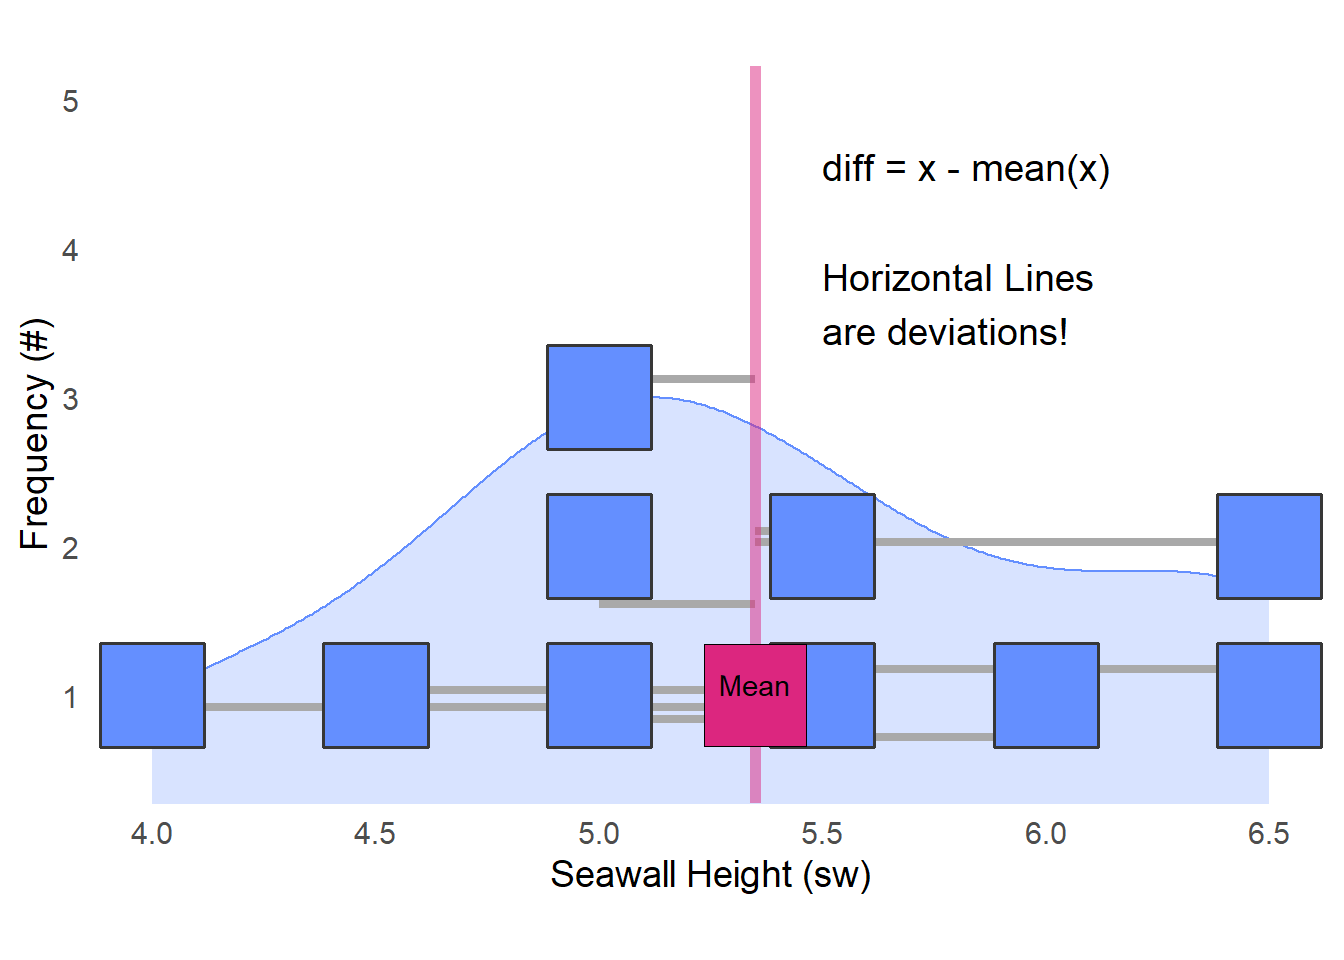 5
diff = x - mean(x)
4
Horizontal Lines
are deviations!
Frequency (#)
3
2
1
Mean
4.0 4.5 5.0 5.5 6.0 6.5
Seawall Height (sw)